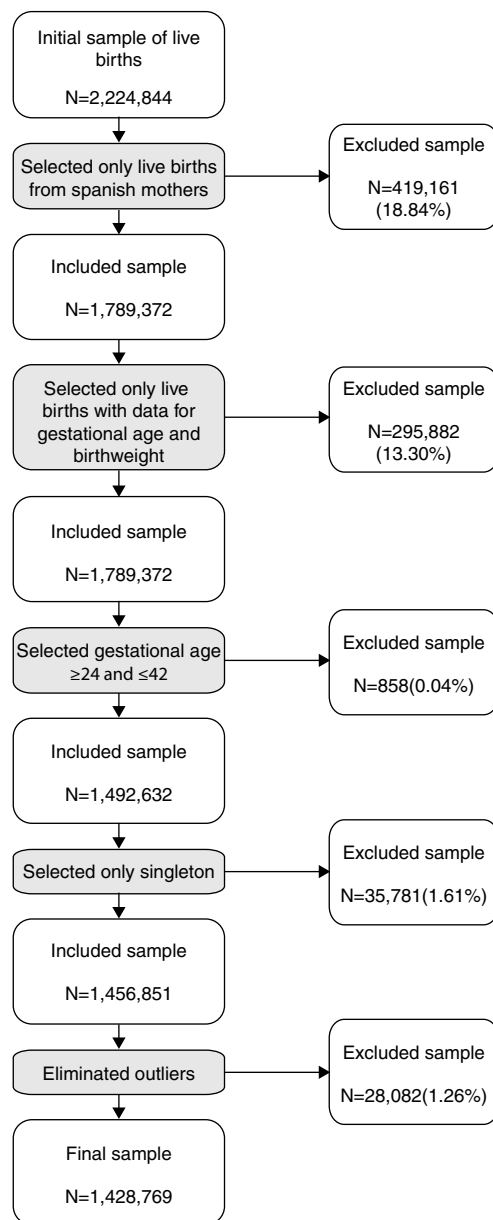 Initial sample of live
births
N=2,224,844
Selected only live births
from spanish mothers
Excluded sample
N=419,161
(18.84%)
Included sample
N=1,789,372
Selected only live
births with data for
gestational age and
birthweight
Excluded sample
N=295,882
(13.30%)
Included sample
N=1,789,372
Selected gestational age
≥24 and ≤42
Excluded sample
N=858(0.04%)
Included sample
N=1,492,632
Selected only singleton
Excluded sample
N=35,781(1.61%)
Included sample
N=1,456,851
Eliminated outliers
Excluded sample
N=28,082(1.26%)
Final sample
N=1,428,769